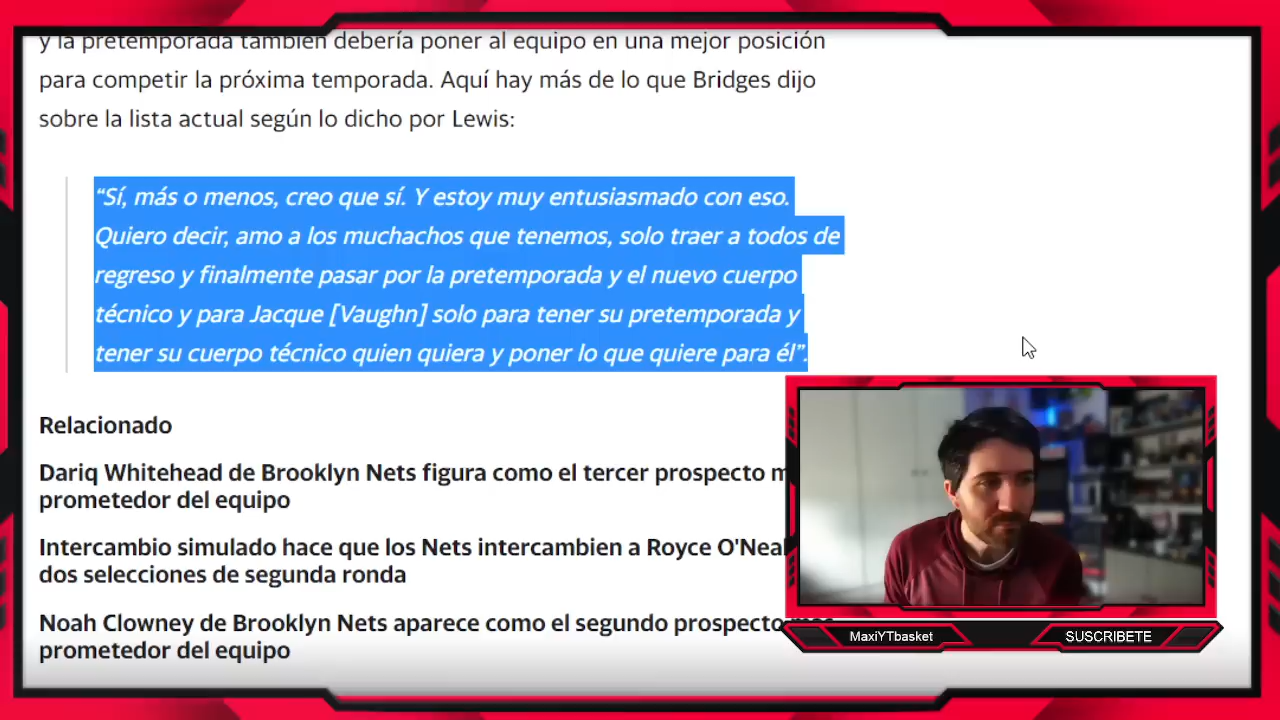 y la pretemporada también debería poner al equipo en una mejor posición
para competir la próxima temporada. Aquí hay más de lo que Bridges dijo
sobre la lista actual según lo dicho por Lewis:
“Sí, más o menos, creo que sí. Y estoy muy entusiasmado con eso.
Quiero decir, amo a los muchachos que tenemos, solo traer a todos de
regreso y finalmente pasar por la pretemporada y el nuevo cuerpo
técnico y para Jacque [Vaughn] solo para tener su pretemporada y
tener su cuerpo técnico quien quiera y poner lo que quiere para él”.
Relacionado
Dariq Whitehead de Brooklyn Nets figura como el tercer prospecto
prometedor del equipo
Intercambio simulado hace que los Nets intercambien a Royce O'Neal
dos selecciones de segunda ronda
Noah Clowney de Brooklyn Nets aparece como el segundo prospecto más
prometedor del equipo
MaxiYTbasket
SUSCRIBETE